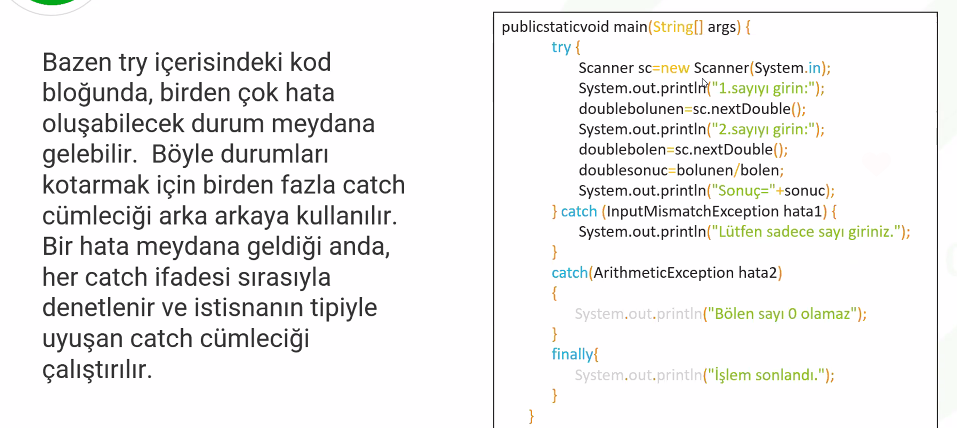 Bazen try içerisindeki kod
bloğunda, birden çok hata
oluşabilecek durum meydana
gelebilir.  Böyle durumları
kotarmak için birden fazla catch
cümleciği arka arkaya kullanılır.
Bir hata meydana geldiği anda,
her catch ifadesi sırasıyla
denetlenir ve istisnanın tipiyle
uyuşan catch cümleciği
çalıştırılır.
publicstaticvoid main(String[] args) {
try {
Scanner sc=new Scanner(System.in);
System.out.println("1.sayıyı girin:");
doublebolunen=sc.nextDouble();
System.out.println("2.sayıyı girin:");
doublebolen=sc.nextDouble();
doublesonuc=bolunen/bolen;
System.out.println("Sonuç="+sonuc);
} catch (InputMismatchException hata1) {
System.out.println("Lütfen sadece sayı giriniz.");
}
catch(ArithmeticException hata2)
{
System.out.println("Bölen sayı 0 olamaz");
}
finally{
System.out.println("İşlem sonlandı.");
}
}